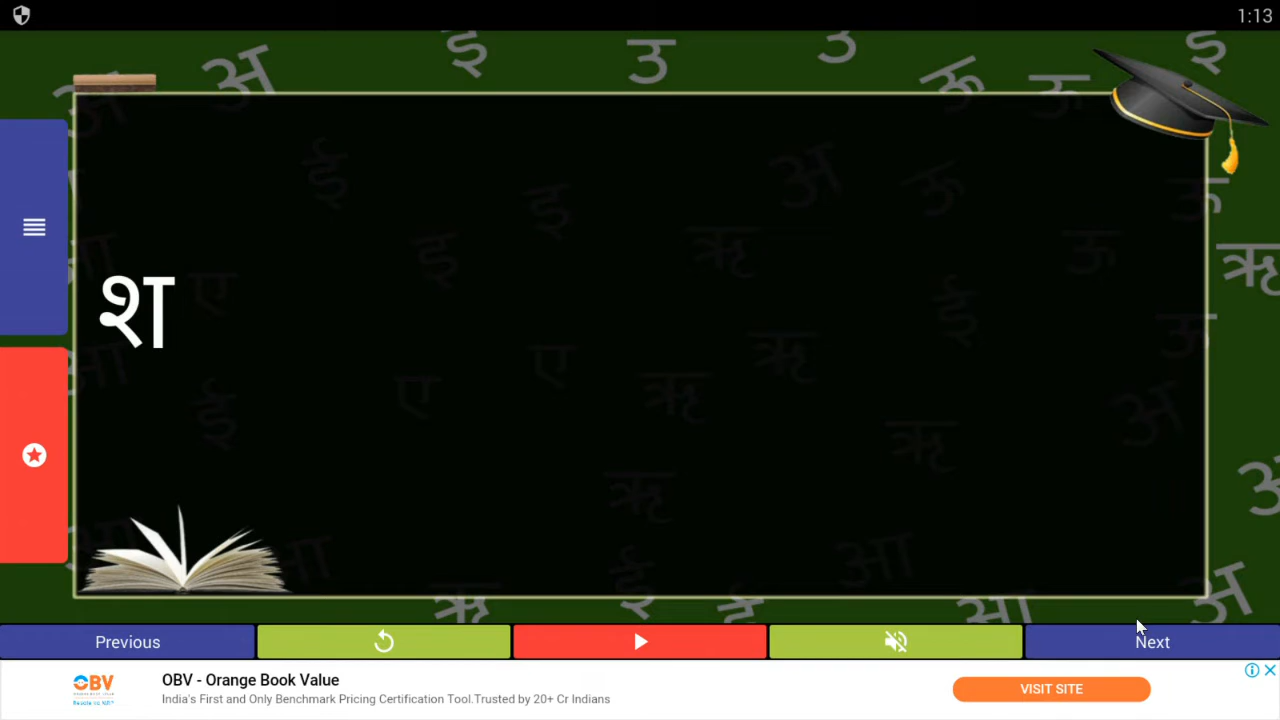 1:13
श
Previous
Next
OBV
OBV - Orange Book Value
India's First and Only Benchmark Pricing Certification Tool.Trusted by 20+ Cr Indians
VISIT SITE